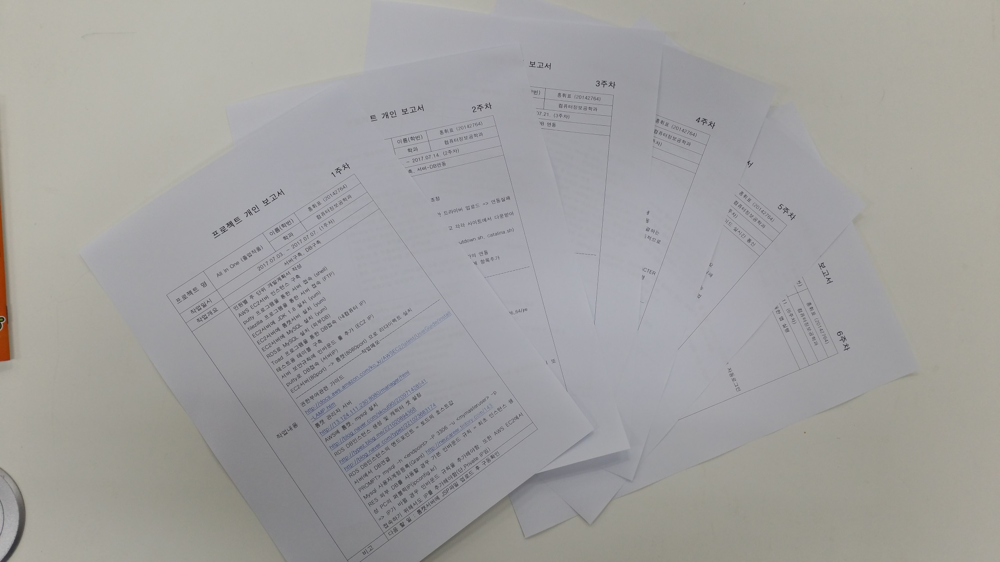 프로젝트 개인 보고서
1주차
프로젝트 명
All in One (졸업작품)
이름(학번)
홍휘표 (20142764)
학과
컴퓨터정보공학과
작업일시
2017.07.03. ~ 2017.07.07. (1주차)
작업개요
서버구축, DB구축
작업내용
인원별 주 단위 개발계획서 작성
AWS EC2서버 인스턴스 구축
putty 프로그램을 통한 서버 접속 (shell)
filezilla 프로그램을 통한 서버 접속 (FTP)
EC2서버에 JDK 1.8 설치 (yum)
EC2서버에 톰캣서버 설치 (yum)
EC2서버에 MySQL 설치 (yum)
RDS로 MySQL 설치 (외부DB)
Toad 프로그램을 통한 DB접속 (내컴퓨터 IP)
테스트용 테이블 구축
서버 보안규칙에 인바운드 룰 추가 (EC2 IP)
putty로 DB접속 (서버IP)
EC2서버(80port) -> 톰캣(8080port) 으로 리다이렉트 설치
작업메모
권한부여관련 가이드
http://docs.aws.amazon.com/ko_kr/AWSEC2/latest/UserGuide/install
-LAMP.htm
톰캣 관리자 서버
http://13.124.111.230:8080/manager/html
AWS에 톰캣, mysql 설치
http://blog.naver.com/skout90/220971428541
RDS DB인스턴스 생성 및 캐릭터 셋 설정
http://typez.blog.me/221020894368
http://blog.naver.com/typez/221023683174
RDS DB인스턴스의 엔드포인트 = 토드의 호스트값
서버에서 DB연결
PROMPT> mysql -h <endpoint> -P 3306 -u <mymasteruser> -p
Mysql 사용자계정등록(Grant) http://neucareer.tistory.com/143
RES 외부 DB를 사용할 경우 기본 인바운드 규칙 = 최초 인스턴스 생
성 PC의 퍼블릭IP(ipconfig.kr)
=> IP가 바뀔 경우 인바운드 규칙을 추가해야함. 또한 AWS EC2에서
접속하기 위해서도 IP를 추가해야함(단,Private IP임)
비고
다음 할 일 : 톰캣서버에 JSP파일 업로드 후 구동확인
트 개인 보고서
2주차
이름(학번)
홍휘표 (20142764)
학과
컴퓨터정보공학과
~ 2017.07.14. (2주차)
축, 서버-DB연동
조정
드라이버 업로드 => 연동실패
고 각각 사이트에서 다운받아
utdown.sh, catalina.sh)
의 연동
에 항목추가
6_64/jre
또
보고서
3주차
번)
홍휘표 (20142764)
컴퓨터정보공학과
07.21. (3주차)
DB 연동
4주차
홍휘표 (20142764)
컴퓨터정보공학과
차)
결하는
적으로
ACTER
서
5주차
홍휘표 (20142764)
컴퓨터정보공학과
주차)
이드 실시간 통신
보고서
6주차
번)
홍휘표 (20142764)
컴퓨터정보공학과
11. (6주차)
한 앱 실행
자동로그인